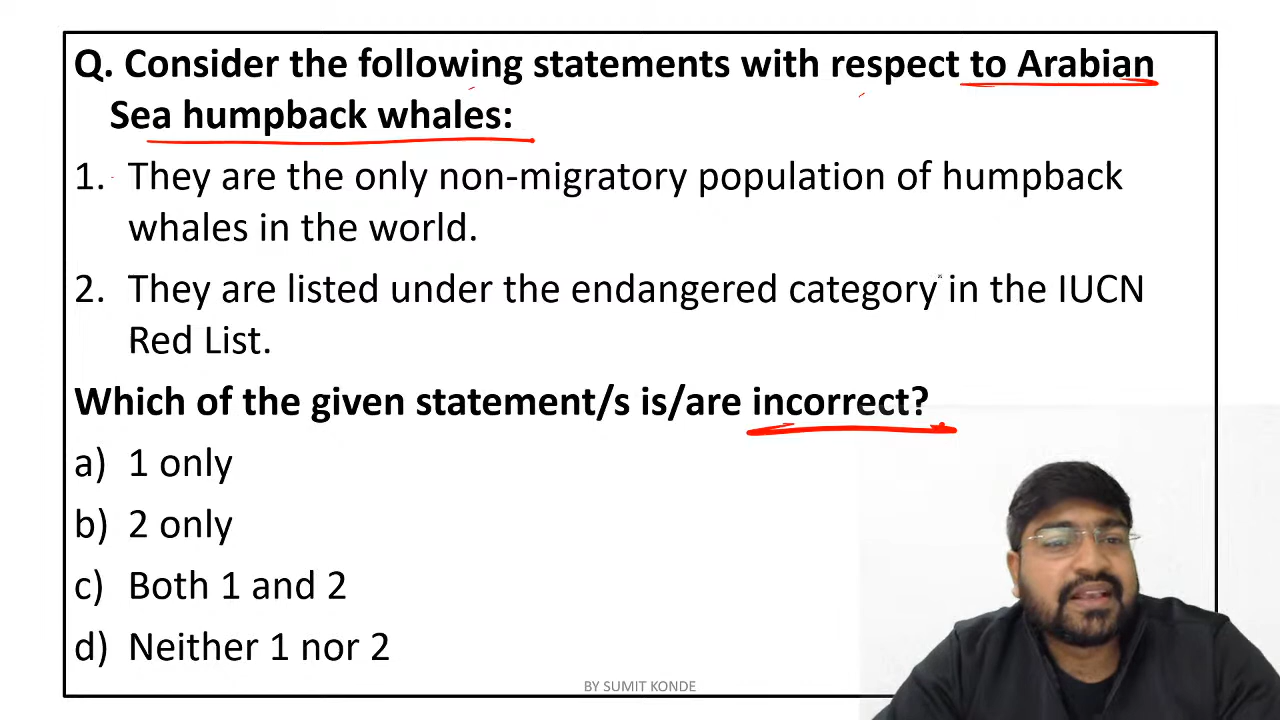 Q. Consider the following statements with respect to Arabian
Sea humpback whales:
1. They are the only non-migratory population of humpback
whales in the world.
2. They are listed under the endangered category in the IUCN
Red List.
Which of the given statement/s is/are incorrect?
a) 1 only
b) 2 only
c) Both 1 and 2
d) Neither 1 nor 2
BY SUMIT KONDE